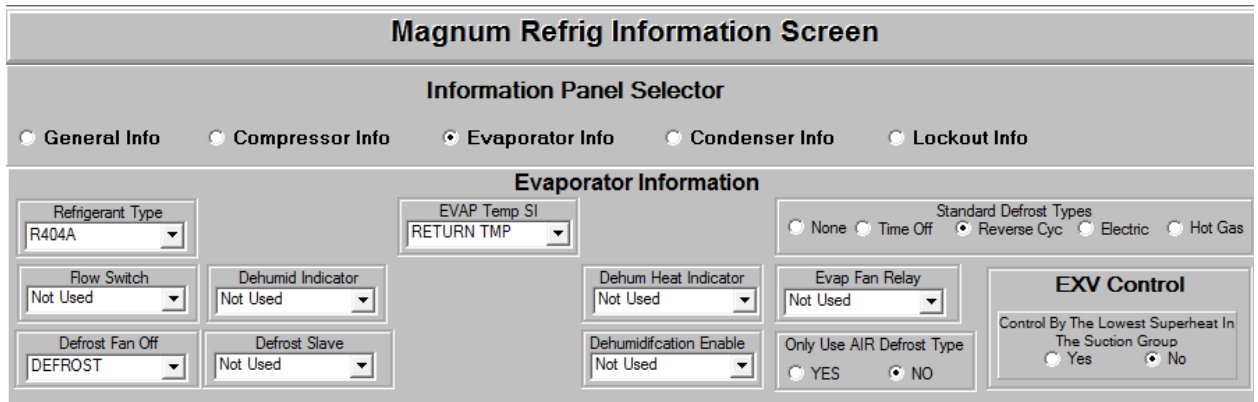 Magnum Refrig Information Screen
Information Panel Selector
General Info Compressor Info Evaporator Info Condenser Info Lockout Info
Evaporator Information
Refrigerant Type EVAP Temp SI Standard Defrost Types
R404A RETURN TMP None Time Off Reverse Cyc Electric Hot Gas
Flow Switch Dehumid Indicator Dehum Heat Indicator Evap Fan Relay EXV Control
Not Used Not Used Not Used Not Used
Control By The Lowest Superheat In
Defrost Fan Off Defrost Slave Dehumidifcation Enable Only Use AIR Defrost Type The Suction Group
DEFROST Not Used Not Used YES NO Yes No